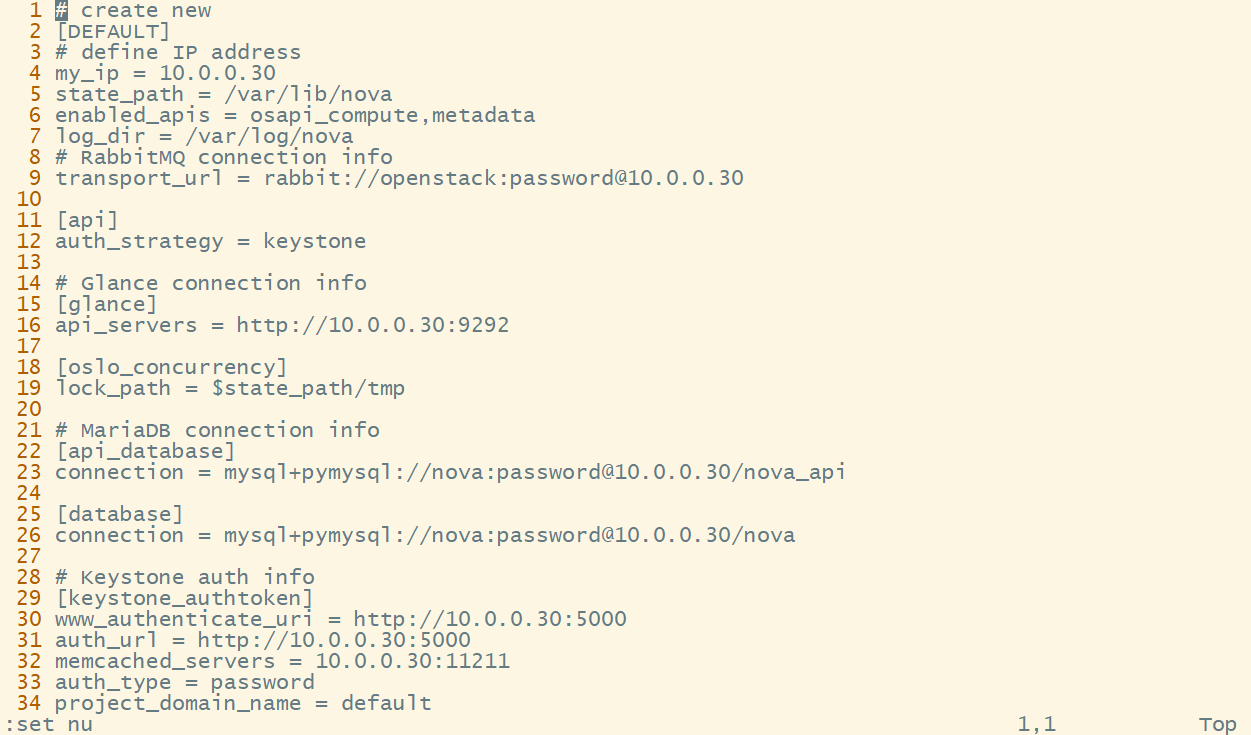 1 # create new
2 [DEFAULT]
3 # define IP address
4 my_ip = 10.0.0.30
5 state_path = /var/lib/nova
6 enabled_apis = osapi_compute,metadata
7 log_dir = /var/log/nova
8 # RabbitMQ connection info
9 transport_url = rabbit://openstack:password@10.0.0.30
10
11 [api]
12 auth_strategy = keystone
13
14 # Glance connection info
15 [glance]
16 api_servers = http://10.0.0.30:9292
17
18 [oslo_concurrency]
19 lock_path = $state_path/tmp
20
21 # MariaDB connection info
22 [api_database]
23 connection = mysql+pymysql://nova:password@10.0.0.30/nova_api
24
25 [database]
26 connection = mysql+pymysql://nova:password@10.0.0.30/nova
27
28 # Keystone auth info
29 [keystone_authtoken]
30 www_authenticate_uri = http://10.0.0.30:5000
31 auth_url = http://10.0.0.30:5000
32 memcached_servers = 10.0.0.30:11211
33 auth_type = password
34 project_domain_name = default
:set nu 1,1 Top